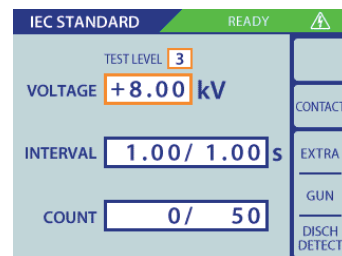 IEC STANDARD READY
TEST LEVEL 3
VOLTAGE +8.00 kV
CONTACT
INTERVAL 1.00/ 1.00 s
EXTRA
GUN
COUNT 0/ 50
DISCH
DETECT